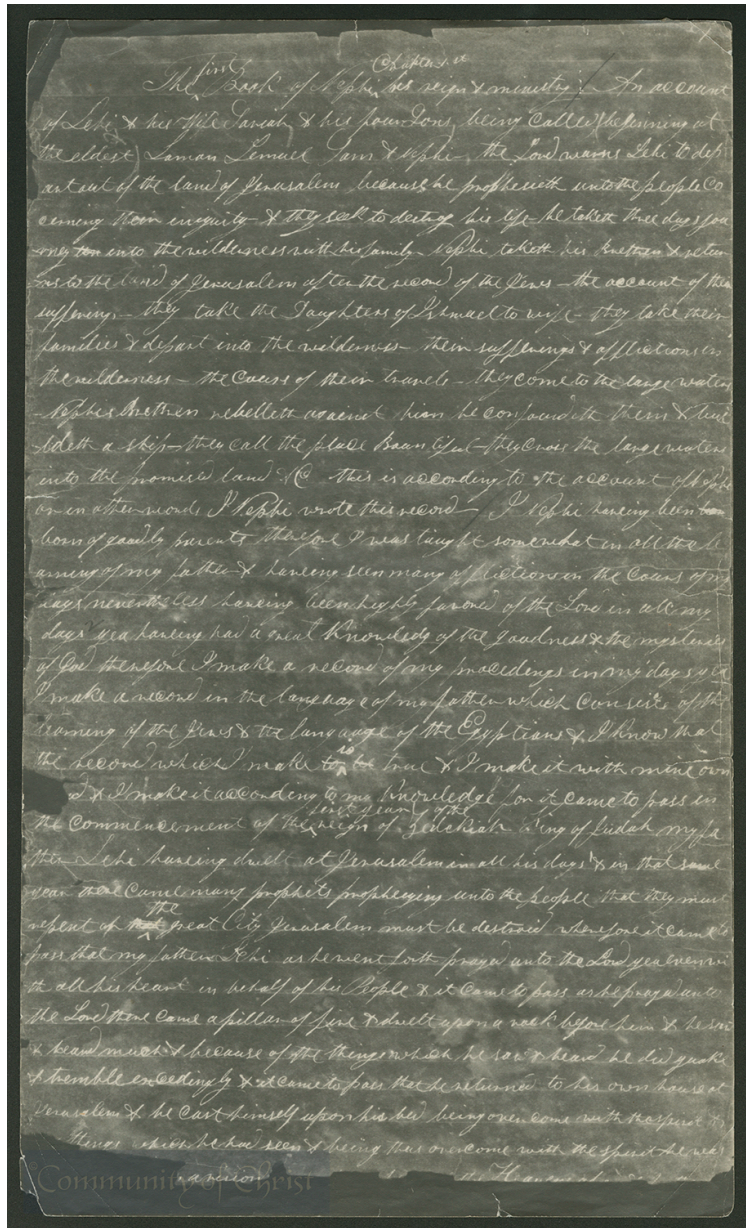 The first Book of Nephi his reign & ministry Chapter 1st An account
of Lehi & his Wife Sariah & his four Sons being called beginning at
the eldest Laman Lemuel Sam & Nephi the Lord warns Lehi to dep
art out of the land of Jerusalem because he prophesieth unto the people co
cerning their iniquity & they seek to destroy his life he taketh three days jou
rney into the wilderness with his family Nephi taketh his brethren & retur
ns to the land of Jerusalem after the record of the Jews the account of their
sufferings they take the Daughters of Ishmael to wife they take their
families & depart into the wilderness their sufferings & afflictions in
the wilderness the Cours of their travels they come to the large waters
Nephis Brethren rebelleth against him he confoundeth them & bui
ldeth a ship they call the place Bountiful they cross the large waters
into the promised land &C this is according to the account of Nephi
or in other words I Nephi wrote this record I Nephi having been
born of goodly parents therefore I was taught somewhat in all the le
arning of my father & having seen many afflictions in the Cours of my
days nevertheless having been highly favored of the Lord in all my
days yea having had a great Knowledg of the goodness & the mysteries
of God therefore I make a record of my procedings in my days yea
I make a record in the language of my father which consists of the
learning of the Jews & the language of the Egyptians & I know that
the record which I make to be true & I make it with mine own
d & I make it according to my Knowledge for it came to pass in
the commencement of the first year of the reign of Zedekiah King of Judah my fa
ther Lehi having dwelt at Jerusalem in all his days & in that same
year there came many prophets prophesying unto the people that they must
repent or the great City Jerusalem must be destroid wherefore it came to
pass that my father Lehi as he went forth prayed unto the Lord yea even wi
th all his heart in behalf of his People & it came to pass as he prayed unto
the Lord there came a pillar of fire & dwelt upon a rock before him & he saw
& heard much & because of the things which he saw & heard he did quake
& tremble excedingly & it came to pass that he returned to his own house at
Jerusalem & he cast himself upon his bed being overcome with the spirit &
things which he had seen & being thus overcome with the spirit he was
a vision Heavens
Community of Christ